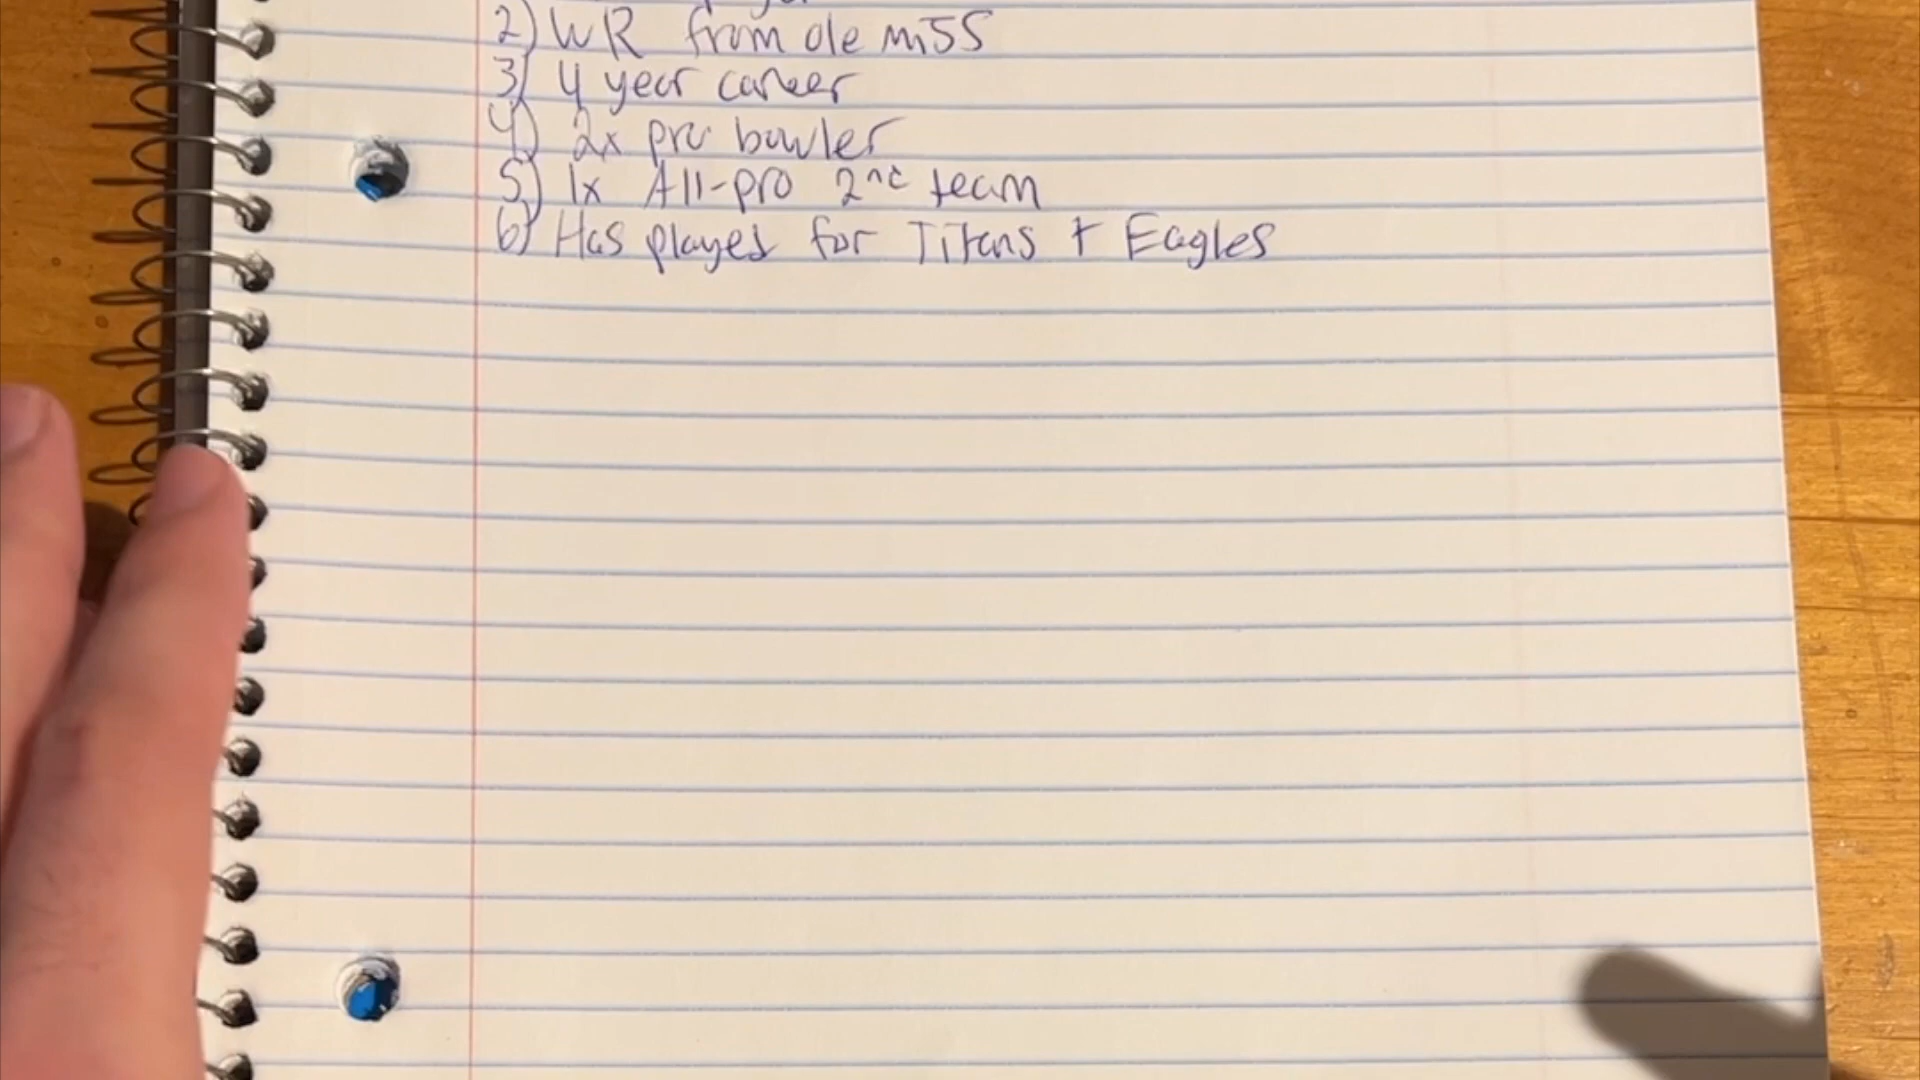 2) WR from ole miss
3) 4 year career
4) 2x pro bowler
5) 1x All-pro 2nd team
6) Has played for Titans + Eagles